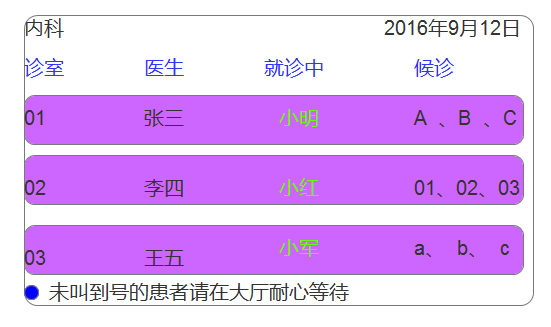 内科 2016年9月12日
诊室 医生 就诊中 候诊
01 张三 小明 A 、B 、C
02 李四 小红 01、02、03
03 王五 小军 a、 b、 c
未叫到号的患者请在大厅耐心等待